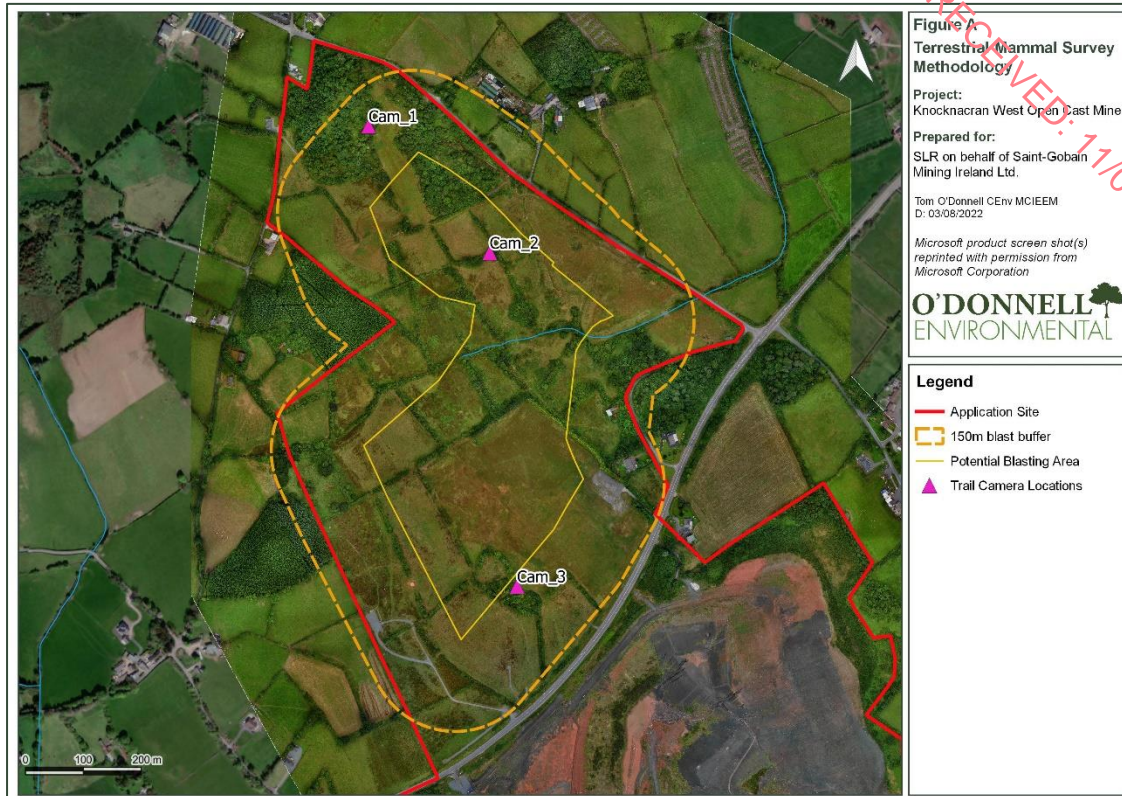 Figure A
Terrestrial Mammal Survey
Methodology
Project:
Knocknacran West Open Cast Mine
Prepared for:
SLR on behalf of Saint-Gobain
Mining Ireland Ltd.
Tom O'Donnell CEnv MCIEEM
D: 03/08/2022
Microsoft product screen shot(s)
reprinted with permission from
Microsoft Corporation
O'DONNELL
ENVIRONMENTAL
Legend
Application Site
150m blast buffer
Potential Blasting Area
Trail Camera Locations
Cam_1
Cam_2
Cam_3
0 100 200 m
RECEIVED: 11/0